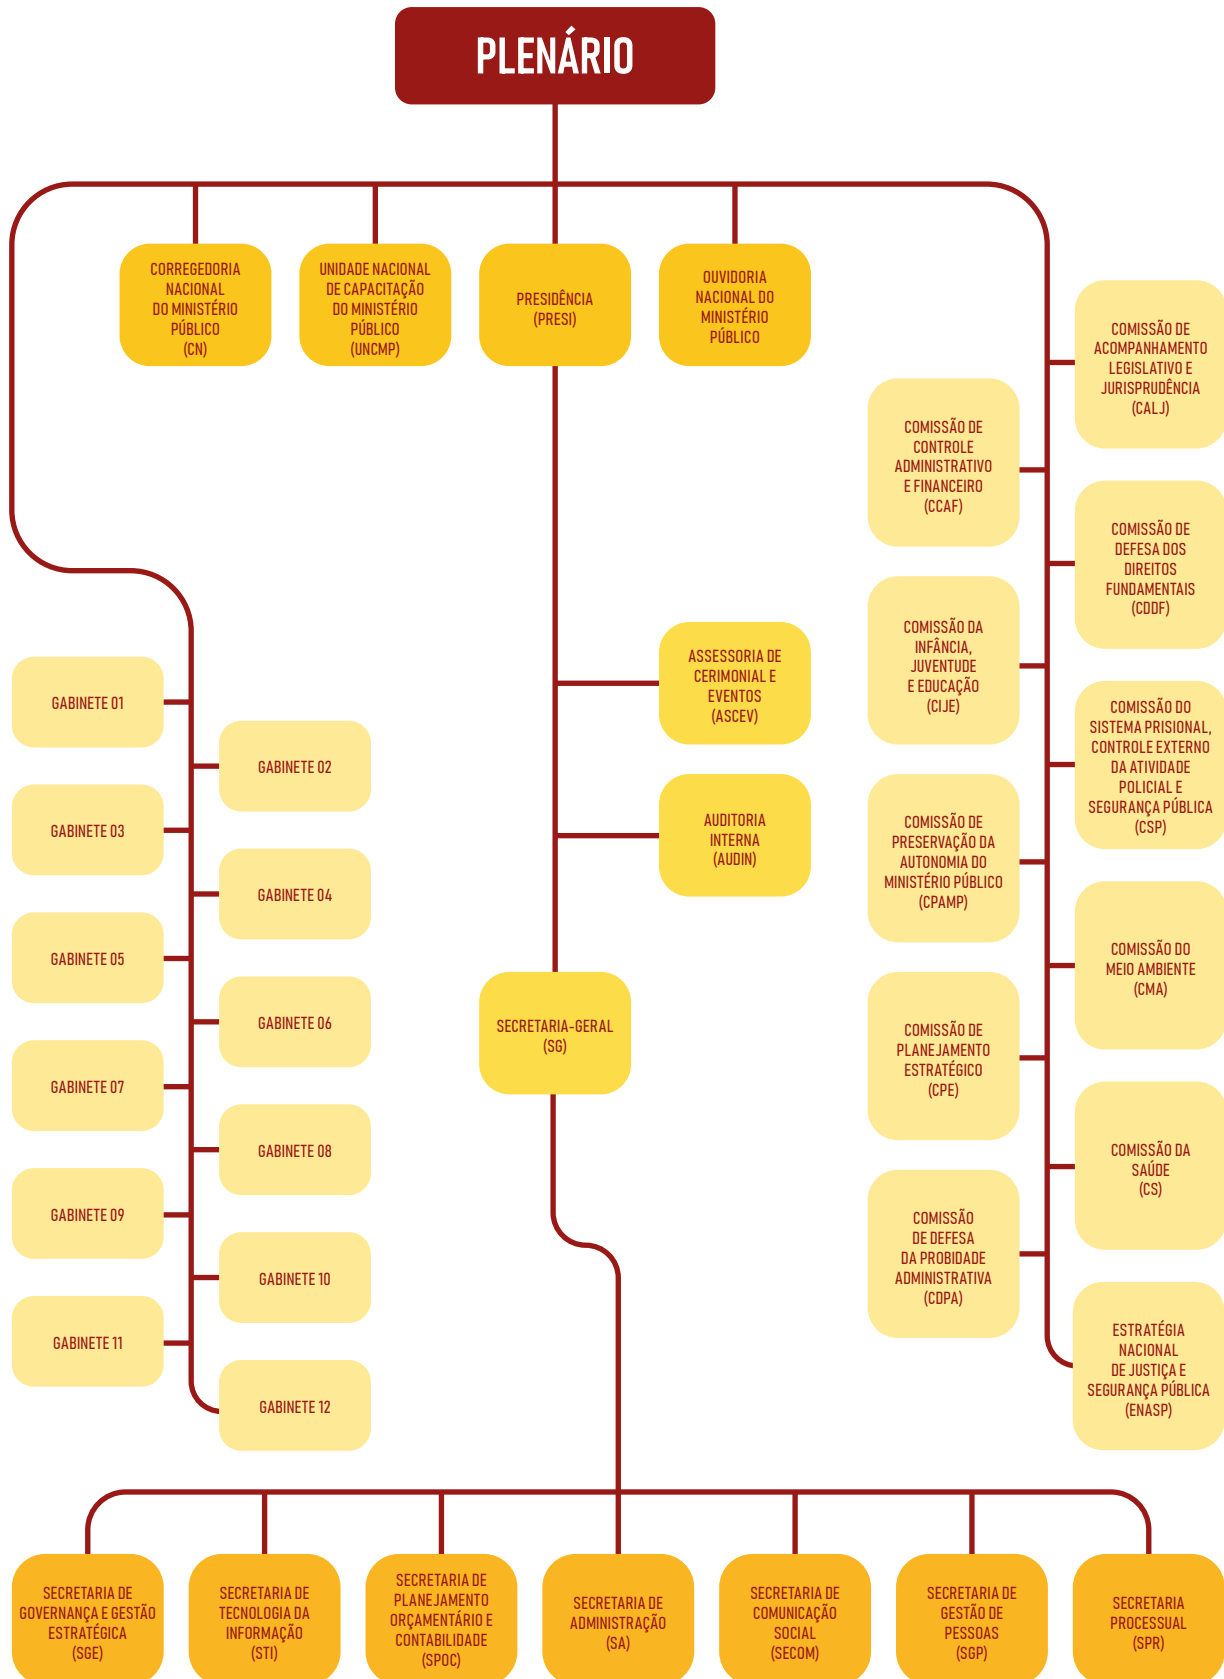 PLENÁRIO
CORREGEDORIA
NACIONAL
DO MINISTÉRIO
PÚBLICO
(CN)
UNIDADE NACIONAL
DE CAPACITAÇÃO
DO MINISTÉRIO
PÚBLICO
(UNCMP)
PRESIDÊNCIA
(PRESI)
OUVIDORIA
NACIONAL DO
MINISTÉRIO
PÚBLICO
COMISSÃO DE
ACOMPANHAMENTO
LEGISLATIVO E
JURISPRUDÊNCIA
(CALJ)
COMISSÃO DE
CONTROLE
ADMINISTRATIVO
E FINANCEIRO
(CCAF)
COMISSÃO DE
DEFESA DOS
DIREITOS
FUNDAMENTAIS
(CDDF)
COMISSÃO DA
INFÂNCIA,
JUVENTUDE
E EDUCAÇÃO
(CIJE)
COMISSÃO DO
SISTEMA PRISIONAL,
CONTROLE EXTERNO
DA ATIVIDADE
POLICIAL E
SEGURANÇA PÚBLICA
(CSP)
COMISSÃO DE
PRESERVAÇÃO DA
AUTONOMIA DO
MINISTÉRIO PÚBLICO
(CPAMP)
COMISSÃO DO
MEIO AMBIENTE
(CMA)
COMISSÃO DE
PLANEJAMENTO
ESTRATÉGICO
(CPE)
COMISSÃO DA
SAÚDE
(CS)
COMISSÃO
DE DEFESA
DA PROBIDADE
ADMINISTRATIVA
(CDPA)
ESTRATÉGIA
NACIONAL
DE JUSTIÇA E
SEGURANÇA PÚBLICA
(ENASP)
ASSESSORIA DE
CERIMONIAL E
EVENTOS
(ASCEV)
AUDITORIA
INTERNA
(AUDIN)
SECRETARIA-GERAL
(SG)
GABINETE 01
GABINETE 02
GABINETE 03
GABINETE 04
GABINETE 05
GABINETE 06
GABINETE 07
GABINETE 08
GABINETE 09
GABINETE 10
GABINETE 11
GABINETE 12
SECRETARIA DE
GOVERNANÇA E GESTÃO
ESTRATÉGICA
(SGE)
SECRETARIA DE
TECNOLOGIA DA
INFORMAÇÃO
(STI)
SECRETARIA DE
PLANEJAMENTO
ORÇAMENTÁRIO E
CONTABILIDADE
(SPOC)
SECRETARIA DE
ADMINISTRAÇÃO
(SA)
SECRETARIA DE
COMUNICAÇÃO
SOCIAL
(SECOM)
SECRETARIA DE
GESTÃO DE
PESSOAS
(SGP)
SECRETARIA
PROCESSUAL
(SPR)